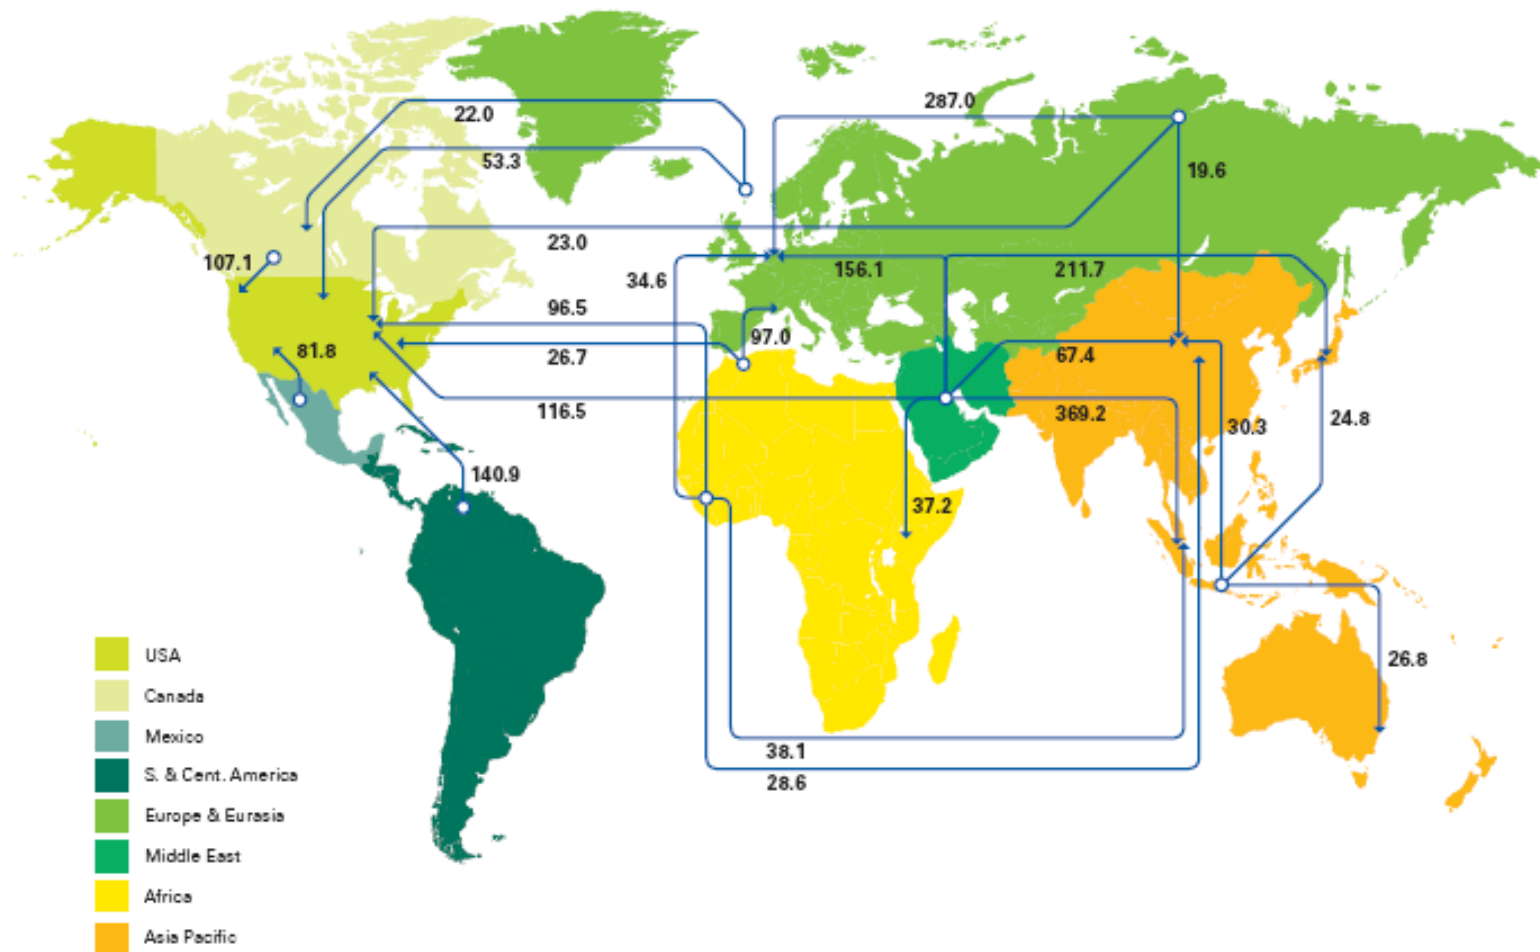 287.0
22.0
53.3
19.6
23.0
107.1
34.6
156.1
211.7
96.5
97.0
81.8
26.7
67.4
116.5
369.2
30.3
24.8
140.9
37.2
USA
26.8
Canada
Mexico
38.1
S. & Cent. America
28.6
Europe & Eurasia
Middle East
Africa
Asia Pacific